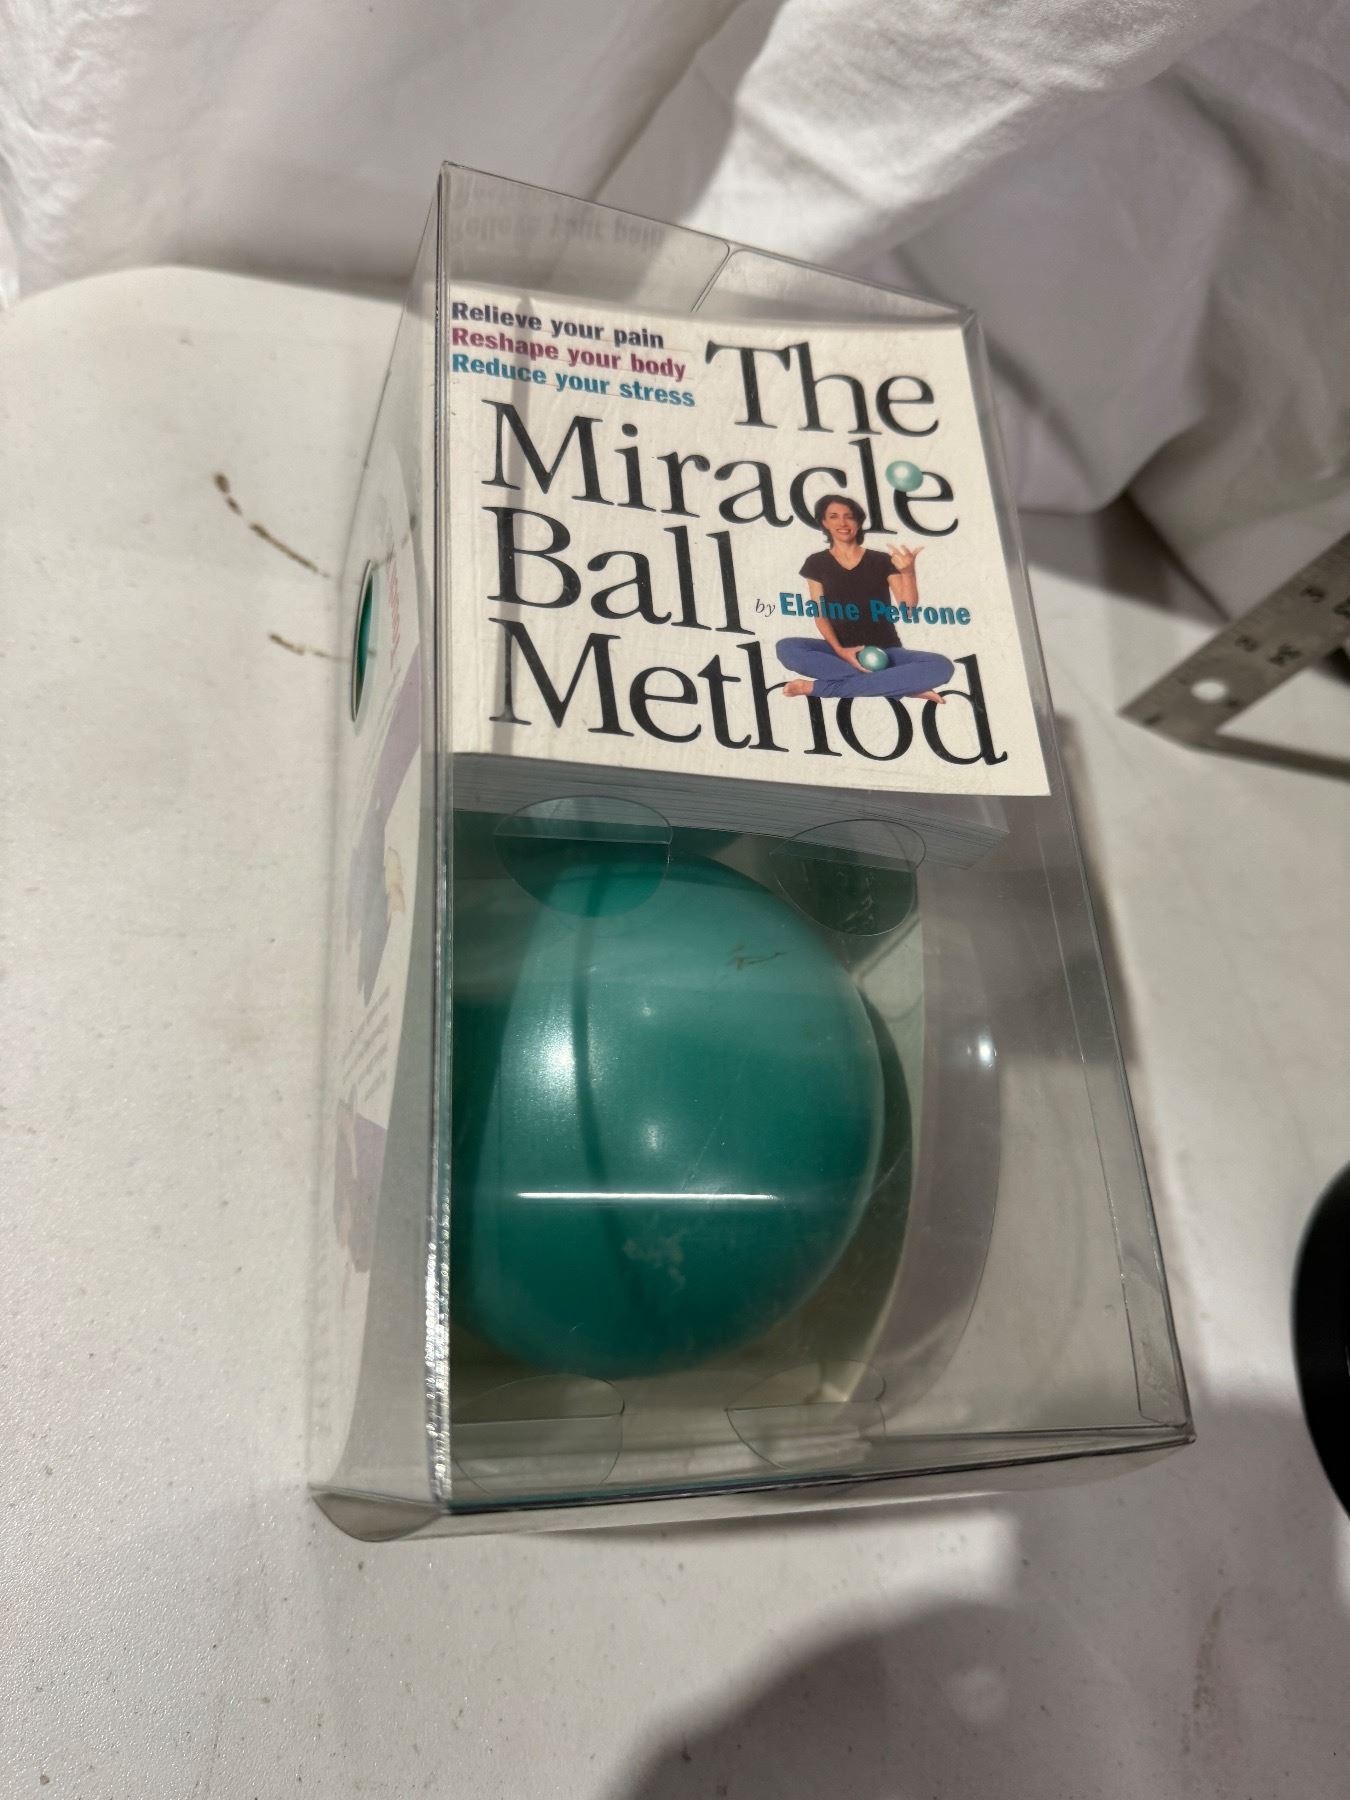 Relieve your pain
Reshape your body
Reduce your stress
The
Miracle
Ball
by Elaine Petrone
Method